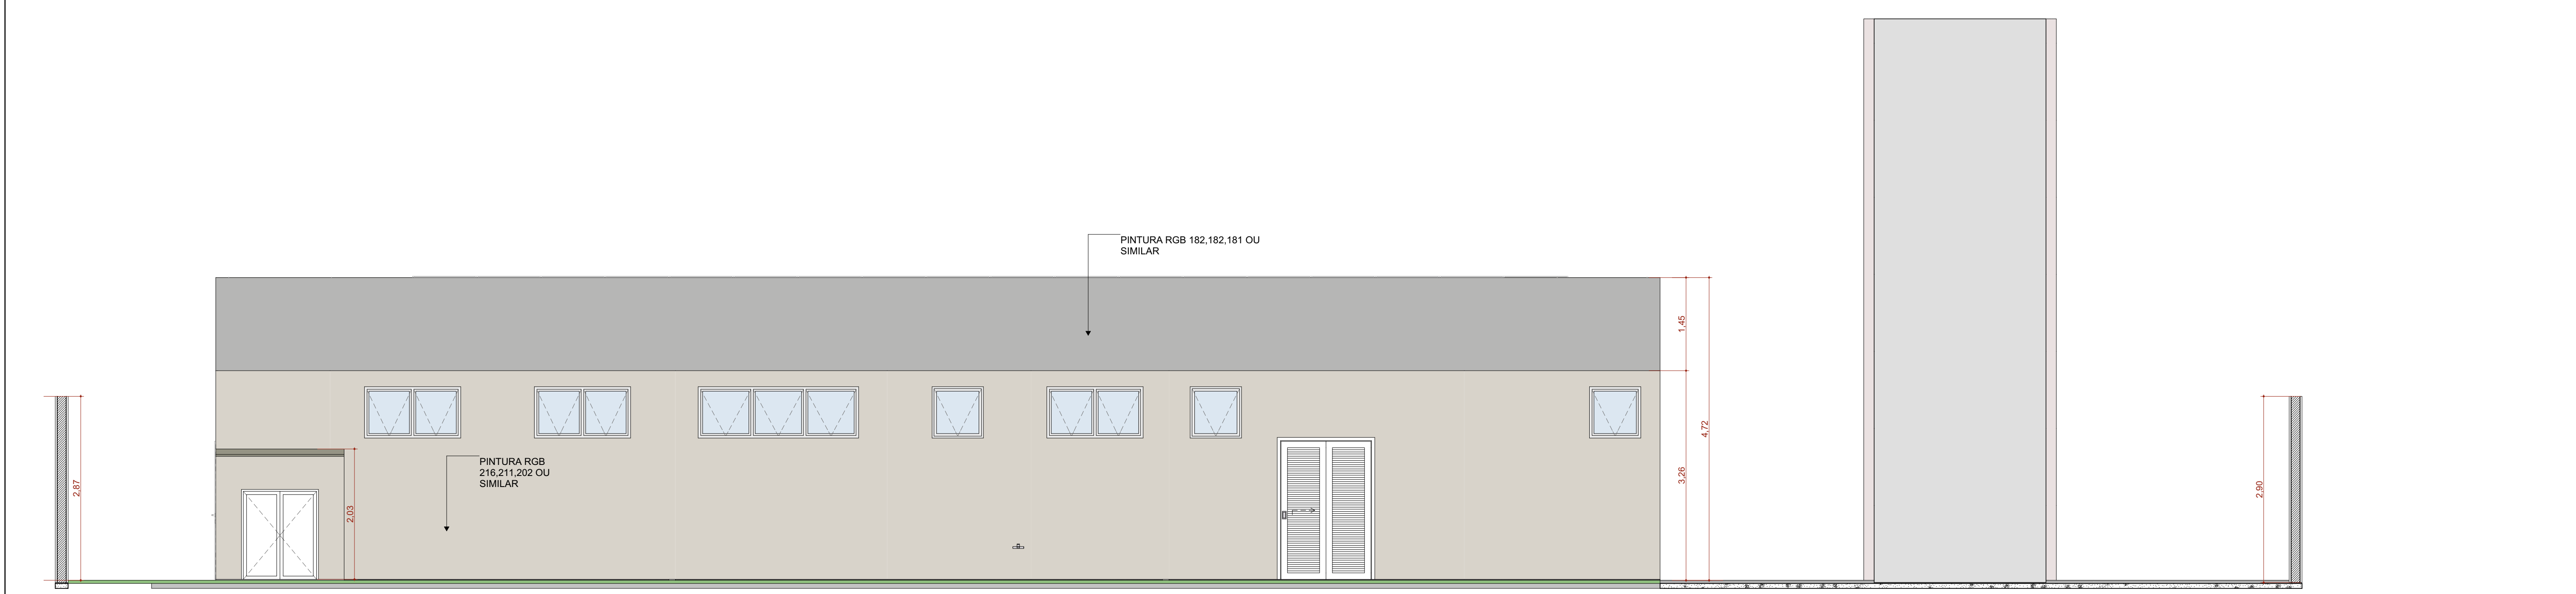 PINTURA RGB 182,182,181 OU
SIMILAR
1,45
4,72
3,26
2,87
PINTURA RGB
216,211,202 OU
SIMILAR
2,03
2,90